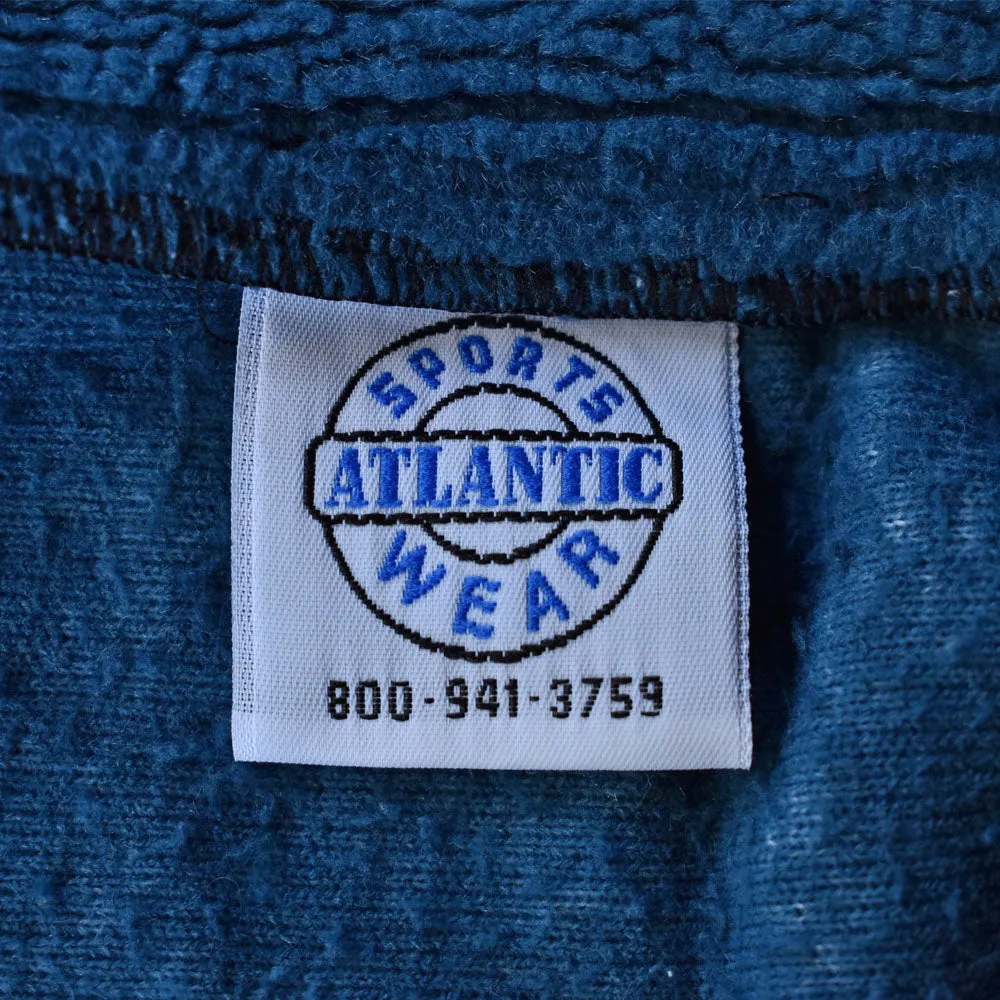 SPORTS
ATLANTIC
WEAR
800-941-3759